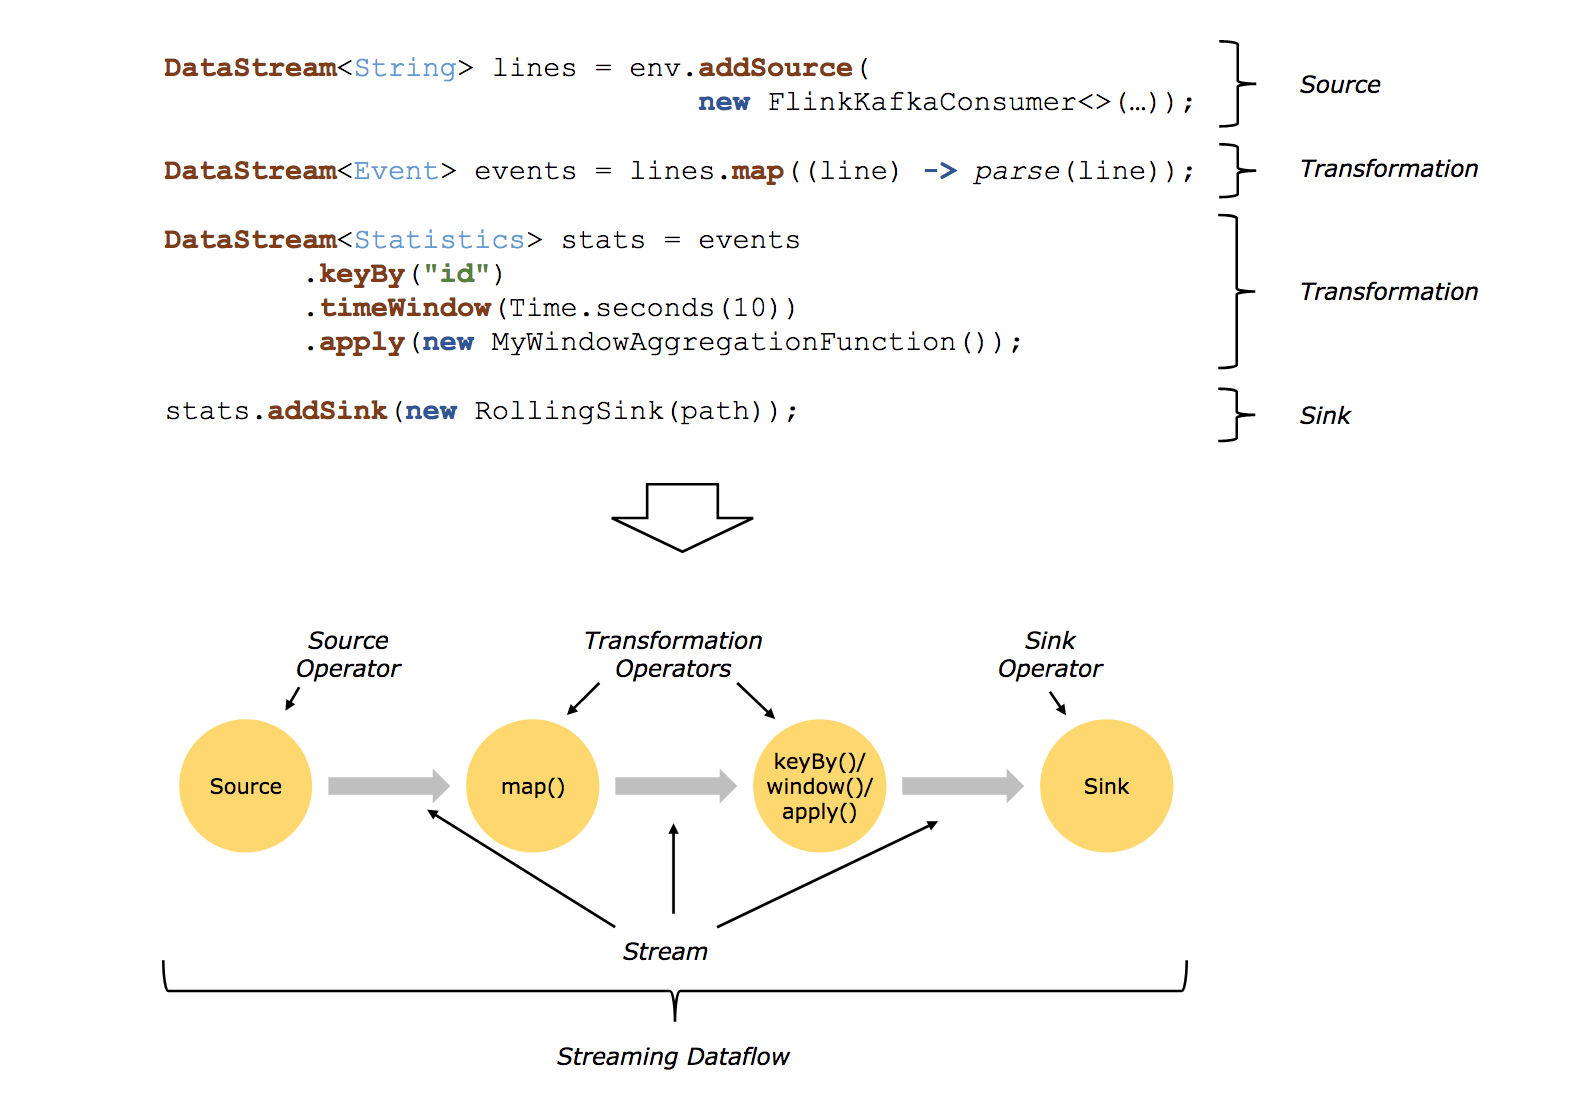 DataStream<String> lines = env.addSource(
new FlinkKafkaConsumer<>(…));
Source
DataStream<Event> events = lines.map((line) -> parse(line));
Transformation
DataStream<Statistics> stats = events
.keyBy("id")
.timeWindow(Time.seconds(10))
.apply(new MyWindowAggregationFunction());
Transformation
stats.addSink(new RollingSink(path));
Sink
Source
Operator
Transformation
Operators
Sink
Operator
Source
map()
keyBy()/
window()/
apply()
Sink
Stream
Streaming Dataflow